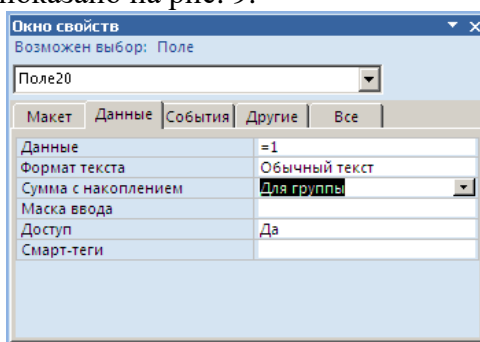 показано на рис. 9.
Окно свойств
Возможен выбор: Поле
Поле20
Макет Данные События Другие Все
Данные =1
Формат текста Обычный текст
Сумма с накоплением Для группы
Маска ввода
Доступ Да
Смарт-теги